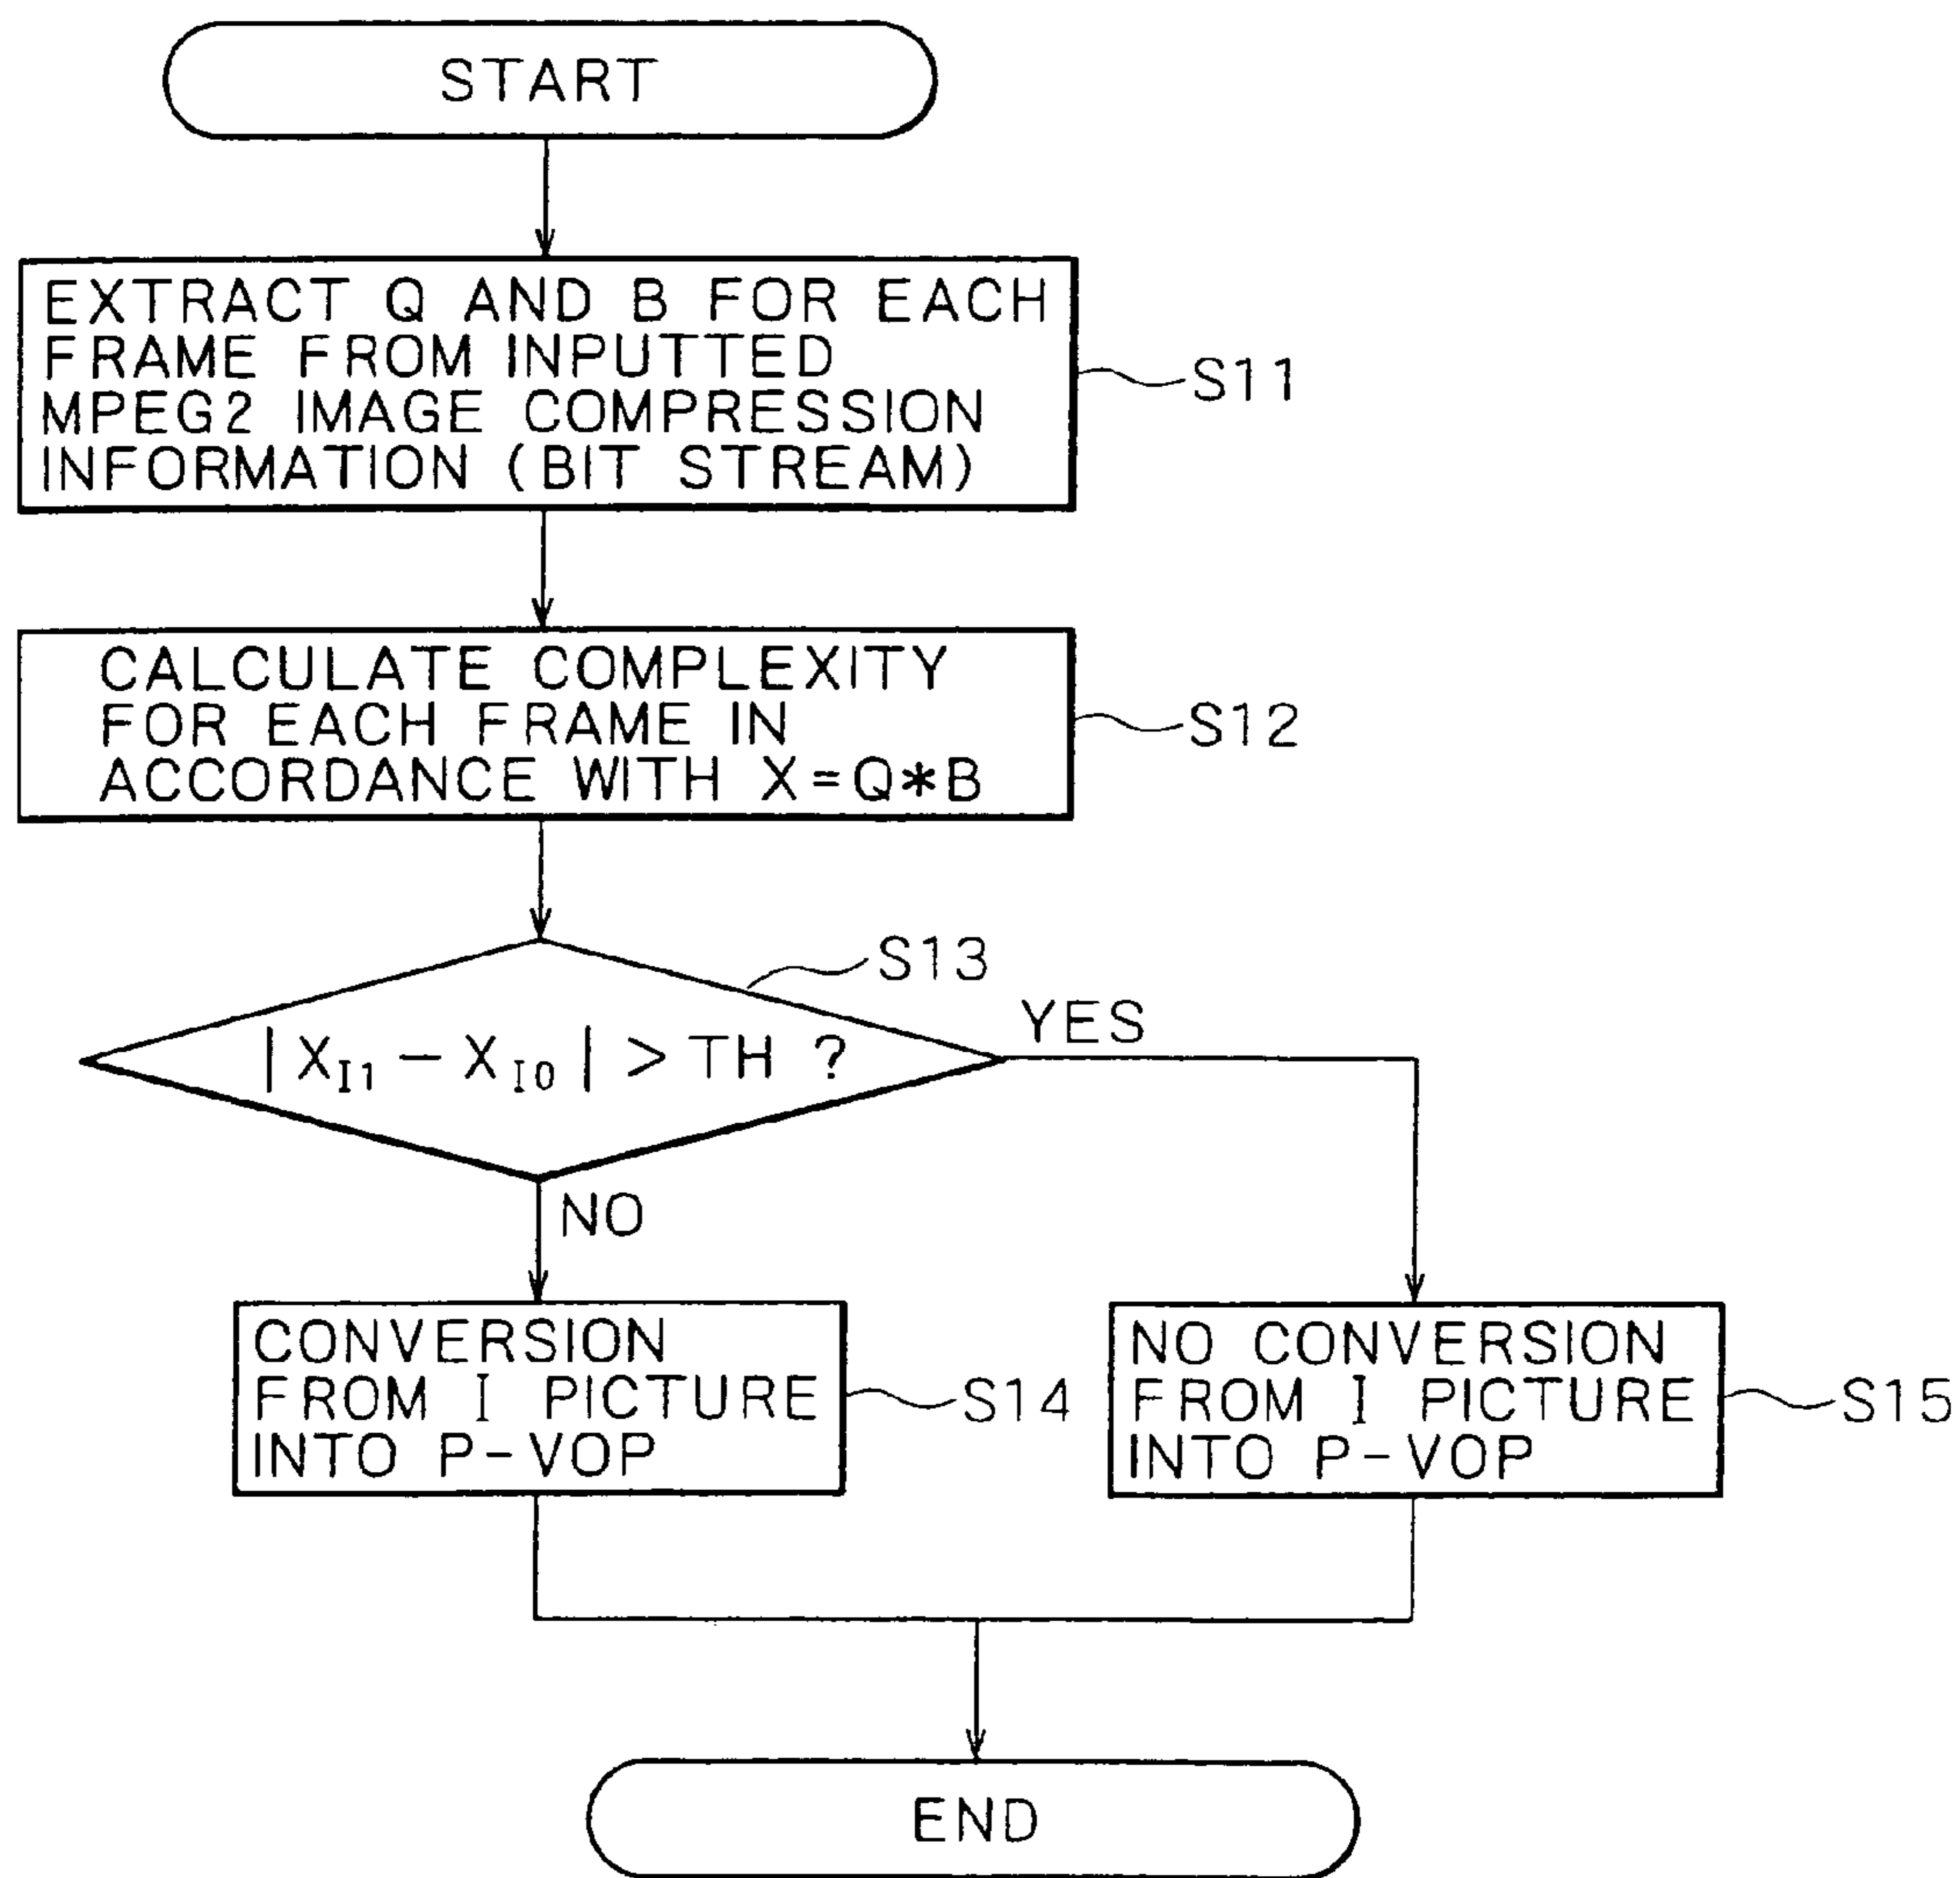 START
EXTRACT Q AND B FOR EACH
FRAME FROM INPUTTED
MPEG2 IMAGE COMPRESSION
INFORMATION (BIT STREAM)
S11
CALCULATE COMPLEXITY
FOR EACH FRAME IN
ACCORDANCE WITH X=Q*B
S12
S13
| X_I1 − X_I0 | > TH ?
YES
NO
CONVERSION
FROM I PICTURE
INTO P-VOP
S14
NO CONVERSION
FROM I PICTURE
INTO P-VOP
S15
END